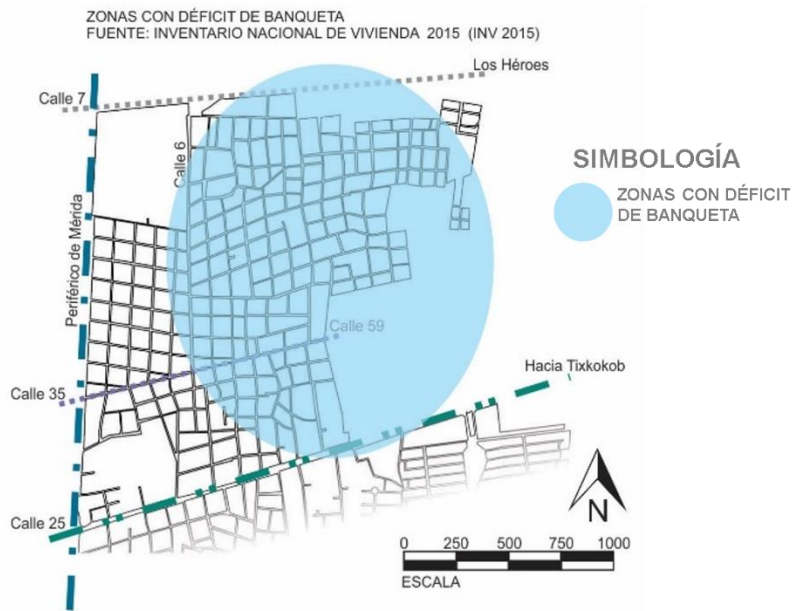 ZONAS CON DÉFICIT DE BANQUETA
FUENTE: INVENTARIO NACIONAL DE VIVIENDA 2015 (INV 2015)
Los Héroes
Calle 7
Calle 6
SIMBOLOGÍA
ZONAS CON DÉFICIT
DE BANQUETA
Periférico de Mérida
Calle 59
Hacia Tixkokob
Calle 35
Calle 25
N
0 250 500 750 1000
ESCALA